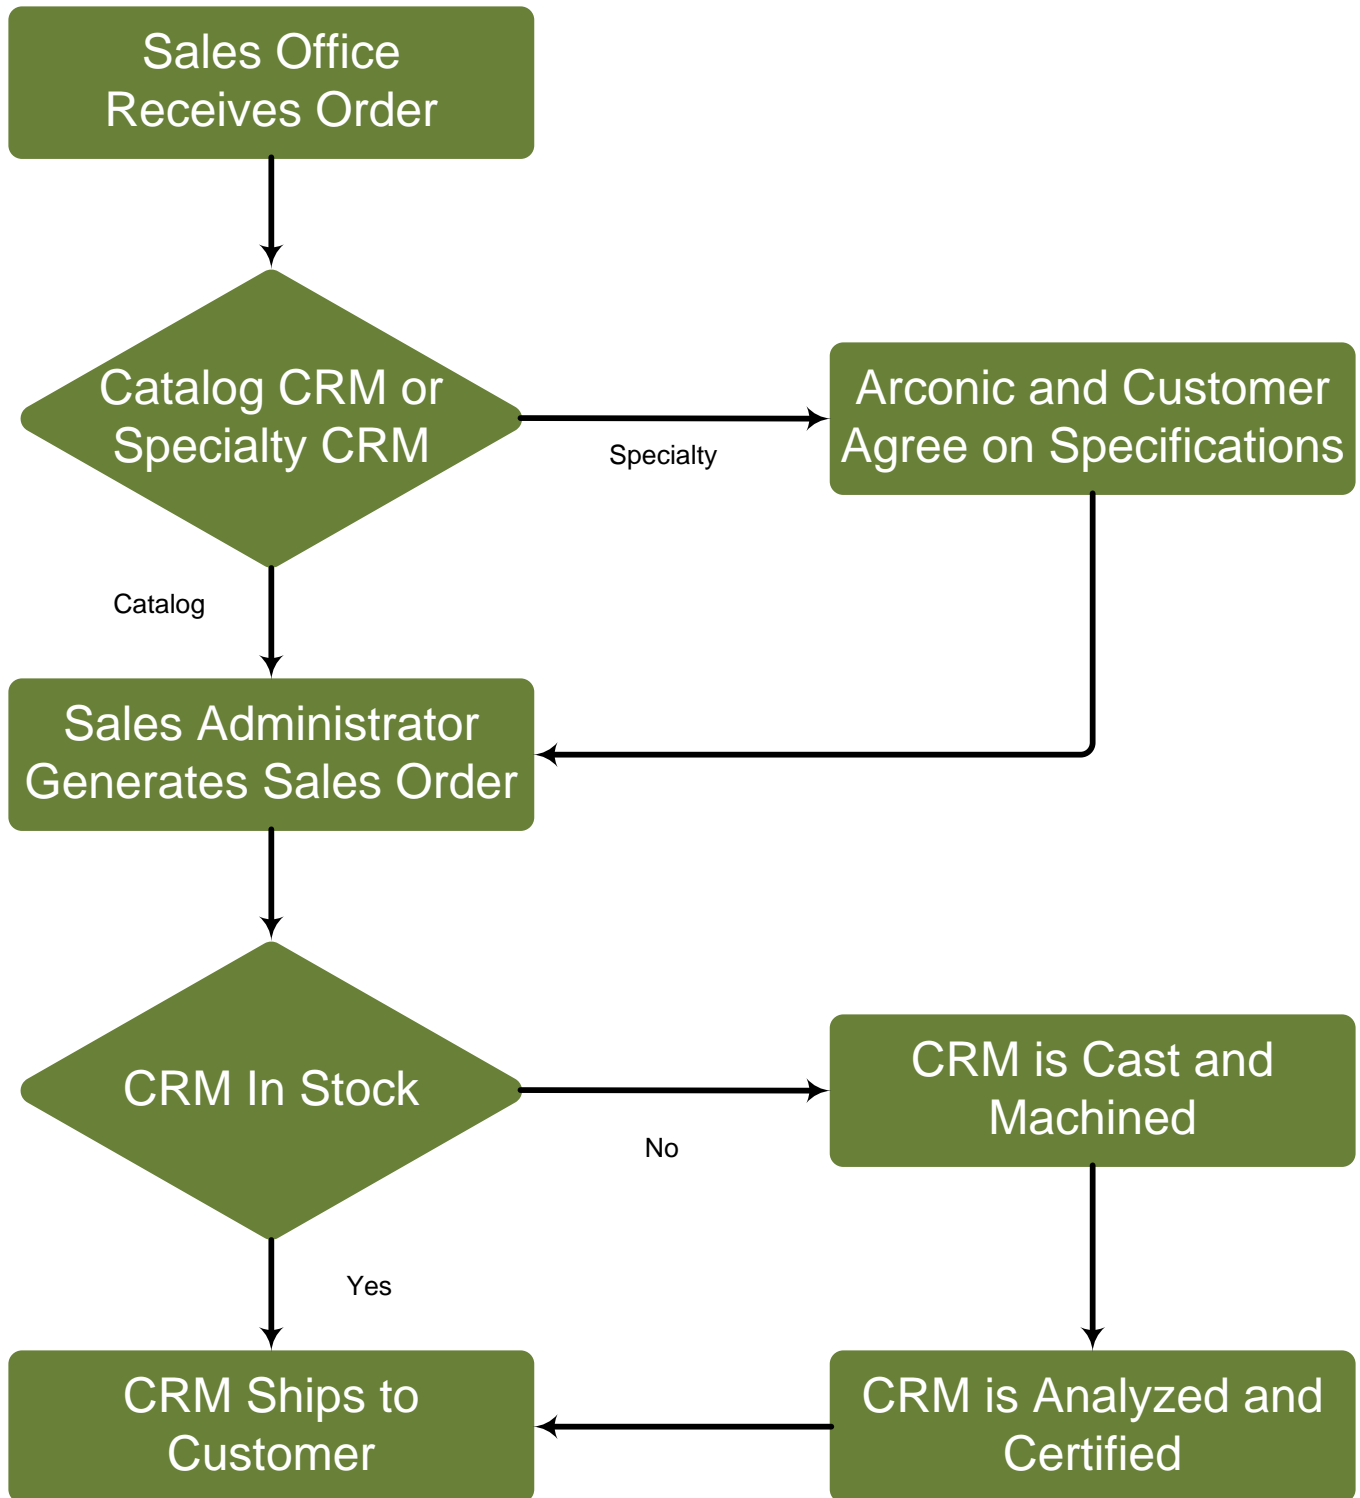 Sales Office
Receives Order
Catalog CRM or
Specialty CRM
Specialty
Arconic and Customer
Agree on Specifications
Catalog
Sales Administrator
Generates Sales Order
CRM In Stock
No
CRM is Cast and
Machined
Yes
CRM Ships to
Customer
CRM is Analyzed and
Certified